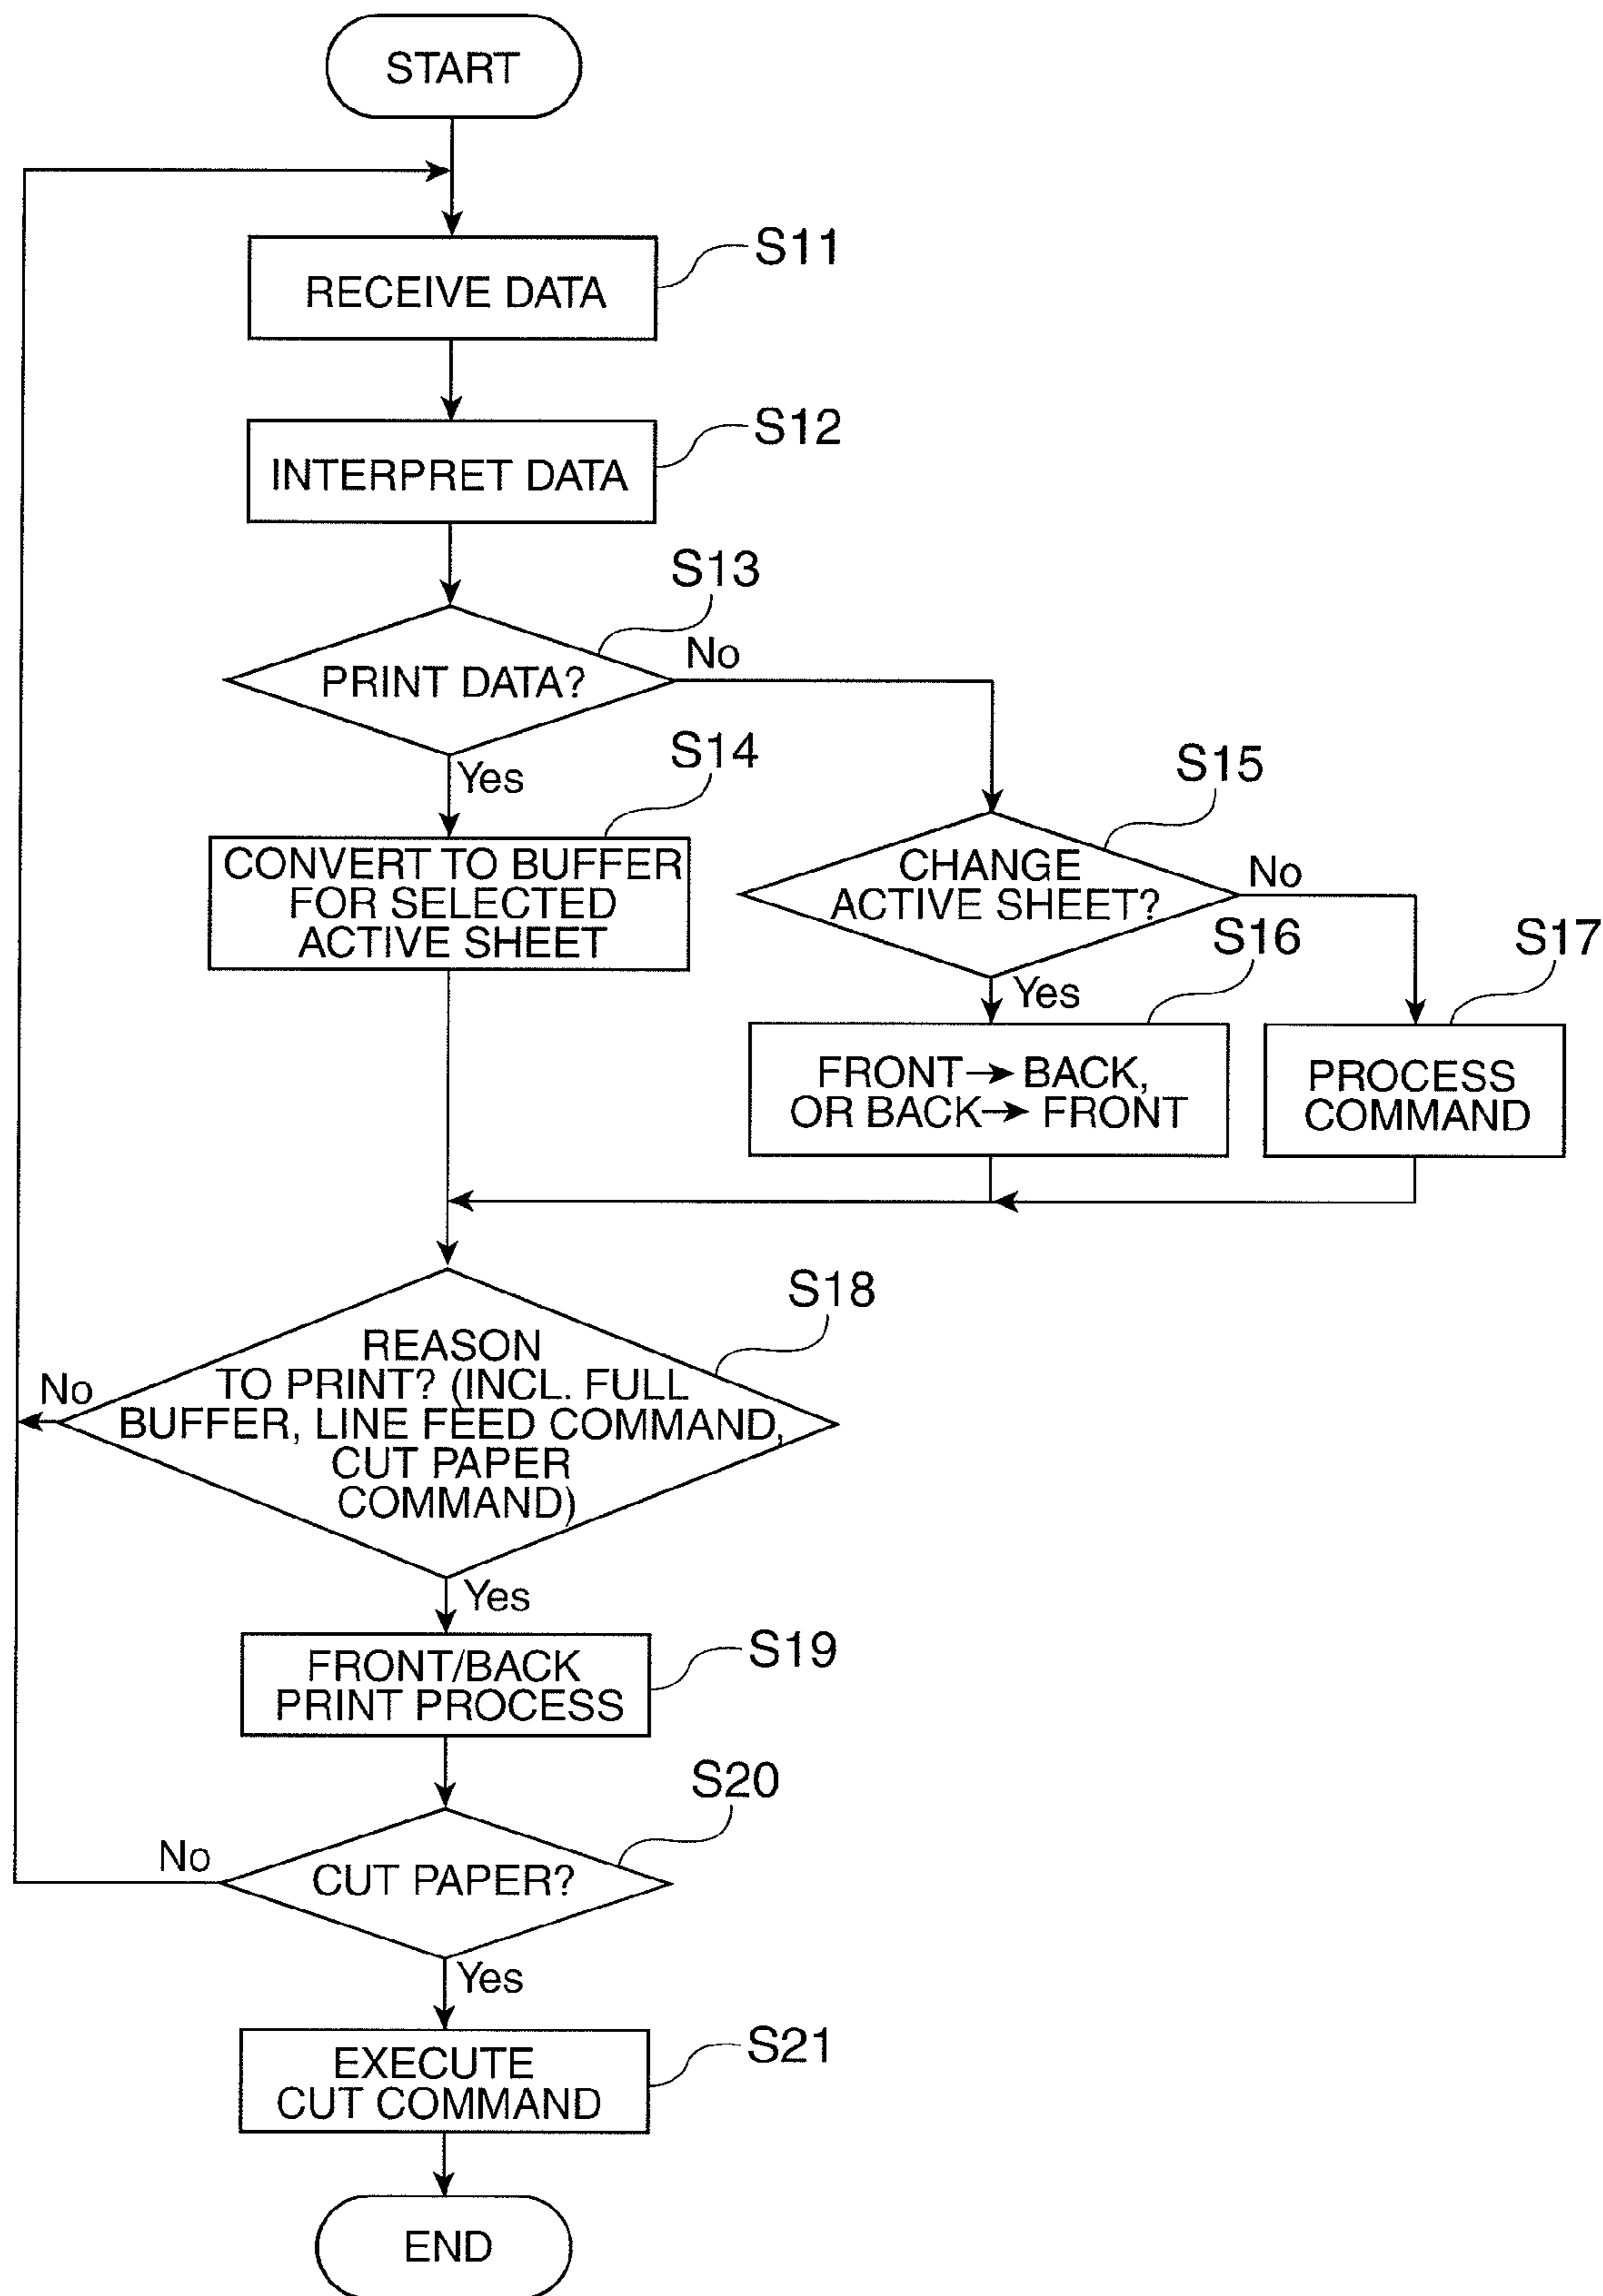 START
S11
RECEIVE DATA
S12
INTERPRET DATA
S13
No
PRINT DATA?
Yes
S14
CONVERT TO BUFFER
FOR SELECTED
ACTIVE SHEET
S15
CHANGE
ACTIVE SHEET?
No
Yes
S16
FRONT→ BACK,
OR BACK→ FRONT
S17
PROCESS
COMMAND
S18
REASON
TO PRINT? (INCL. FULL
BUFFER, LINE FEED COMMAND,
CUT PAPER
COMMAND)
No
Yes
S19
FRONT/BACK
PRINT PROCESS
S20
No
CUT PAPER?
Yes
S21
EXECUTE
CUT COMMAND
END